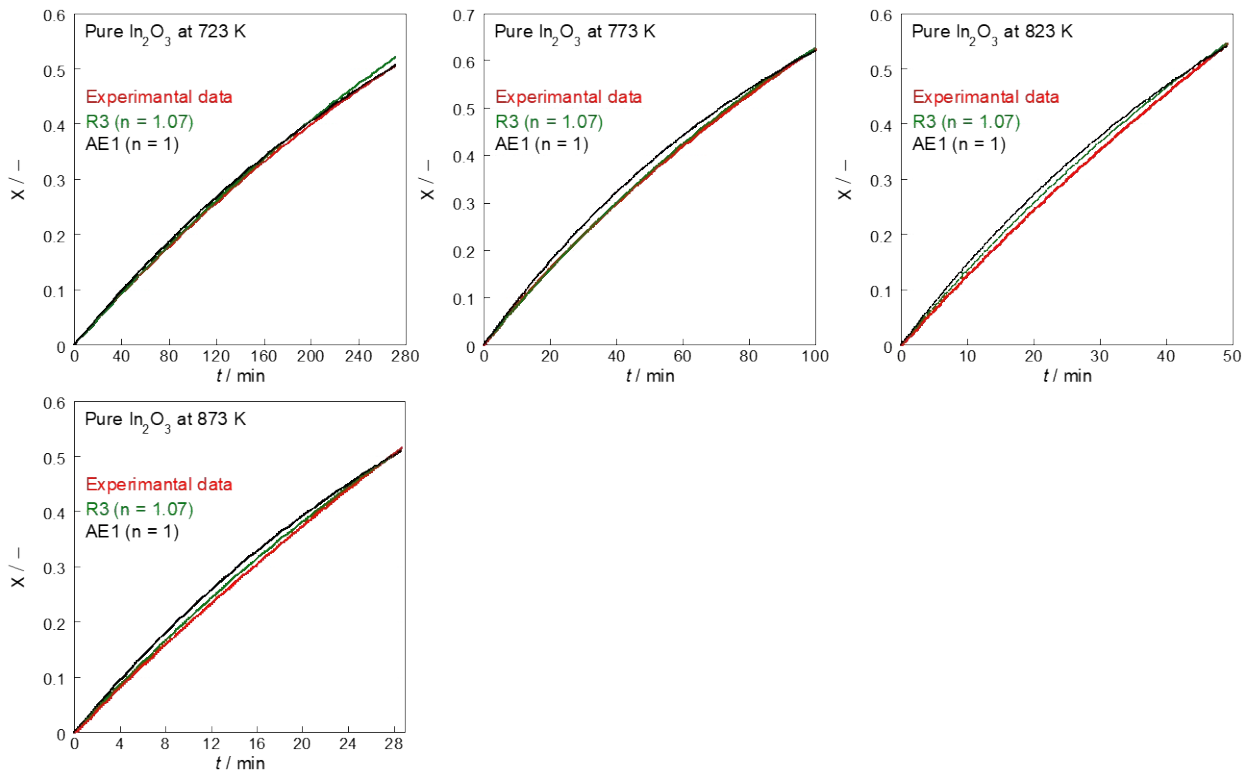 Pure In₂O₃ at 723 K
Experimantal data
R3 (n = 1.07)
AE1 (n = 1)
X / –
0.6
0.5
0.4
0.3
0.2
0.1
0
0 40 80 120 160 200 240 280
t / min
Pure In₂O₃ at 773 K
Experimantal data
R3 (n = 1.07)
AE1 (n = 1)
X / –
0.7
0.6
0.5
0.4
0.3
0.2
0.1
0
0 20 40 60 80 100
t / min
Pure In₂O₃ at 823 K
Experimantal data
R3 (n = 1.07)
AE1 (n = 1)
X / –
0.6
0.5
0.4
0.3
0.2
0.1
0
0 10 20 30 40 50
t / min
Pure In₂O₃ at 873 K
Experimantal data
R3 (n = 1.07)
AE1 (n = 1)
X / –
0.6
0.5
0.4
0.3
0.2
0.1
0
0 4 8 12 16 20 24 28
t / min